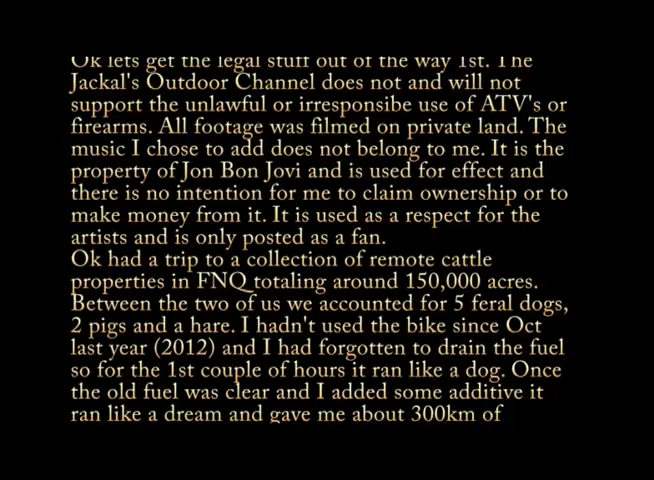 Ok lets get the legal stuff out of the way 1st. The
Jackal's Outdoor Channel does not and will not
support the unlawful or irresponsibe use of ATV's or
firearms. All footage was filmed on private land. The
music I chose to add does not belong to me. It is the
property of Jon Bon Jovi and is used for effect and
there is no intention for me to claim ownership or to
make money from it. It is used as a respect for the
artists and is only posted as a fan.
Ok had a trip to a collection of remote cattle
properties in FNQ totaling around 150,000 acres.
Between the two of us we accounted for 5 feral dogs,
2 pigs and a hare. I hadn't used the bike since Oct
last year (2012) and I had forgotten to drain the fuel
so for the 1st couple of hours it ran like a dog. Once
the old fuel was clear and I added some additive it
ran like a dream and gave me about 300km of